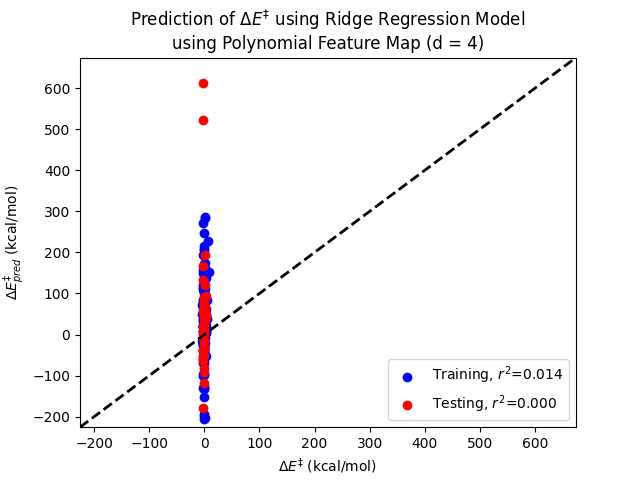 Prediction of ΔE‡ using Ridge Regression Model
using Polynomial Feature Map (d = 4)
ΔE‡pred (kcal/mol)
600
500
400
300
200
100
0
−100
−200
Training, r²=0.014
Testing, r²=0.000
−200 −100 0 100 200 300 400 500 600
ΔE‡ (kcal/mol)